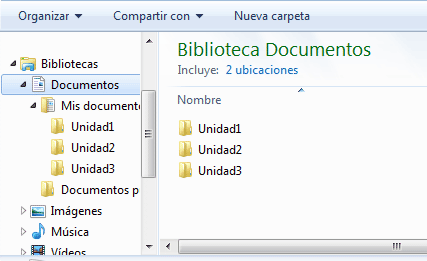 Organizar Compartir con Nueva carpeta
Bibliotecas
Documentos
Mis documento
Unidad1
Unidad2
Unidad3
Documentos p
Imágenes
Música
Vídeos
Biblioteca Documentos
Incluye: 2 ubicaciones
Nombre
Unidad1
Unidad2
Unidad3